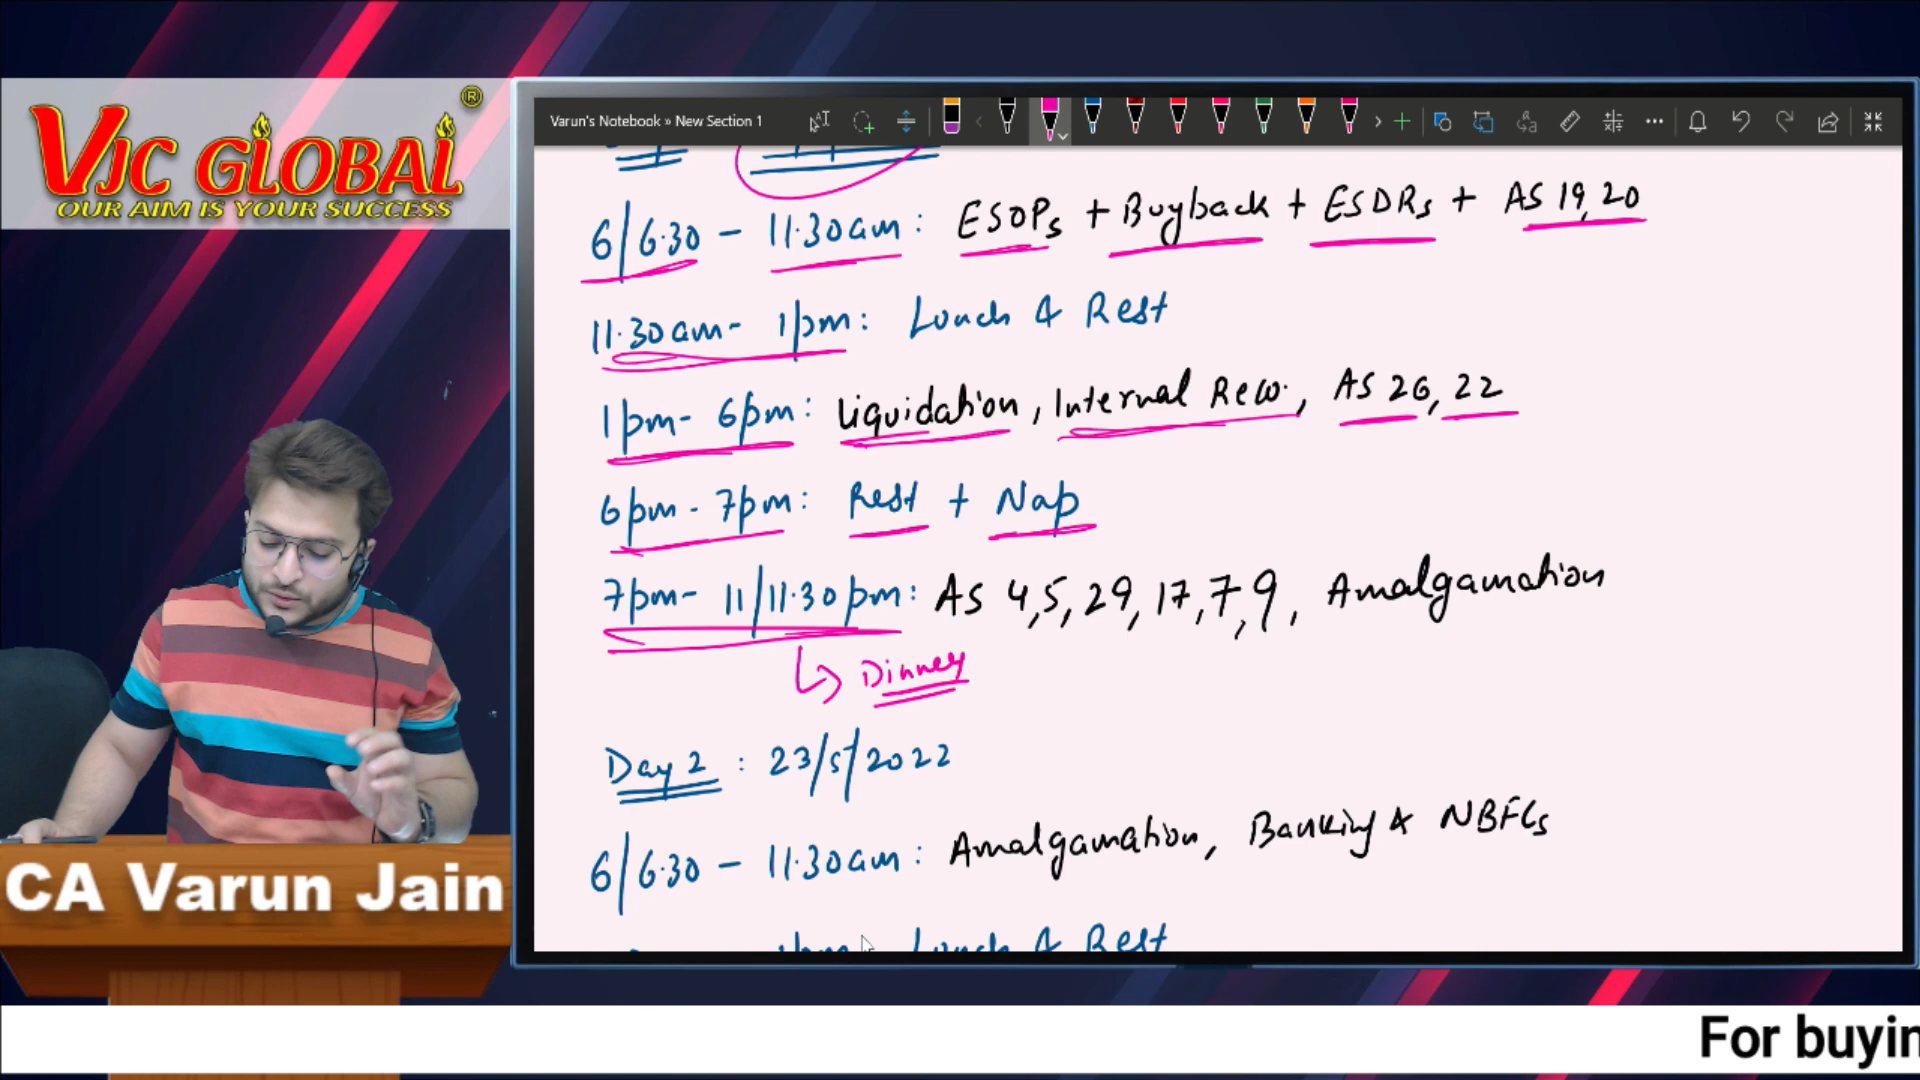 VJC GLOBAL ®
OUR AIM IS YOUR SUCCESS
Varun's Notebook » New Section 1
6/6.30 - 11.30am: ESOPs + Buyback + ESDRs + AS 19,20
11.30am - 1pm: Lunch & Rest
1pm - 6pm: Liquidation, Internal Reco., AS 26, 22
6pm - 7pm: Rest + Nap
7pm - 11/11.30pm: AS 4,5,29,17,7,9, Amalgamation
Dinner
Day 2 : 23/5/2022
6/6.30 - 11.30am: Amalgamation, Banking & NBFCs
1pm Lunch & Rest
CA Varun Jain
For buyin